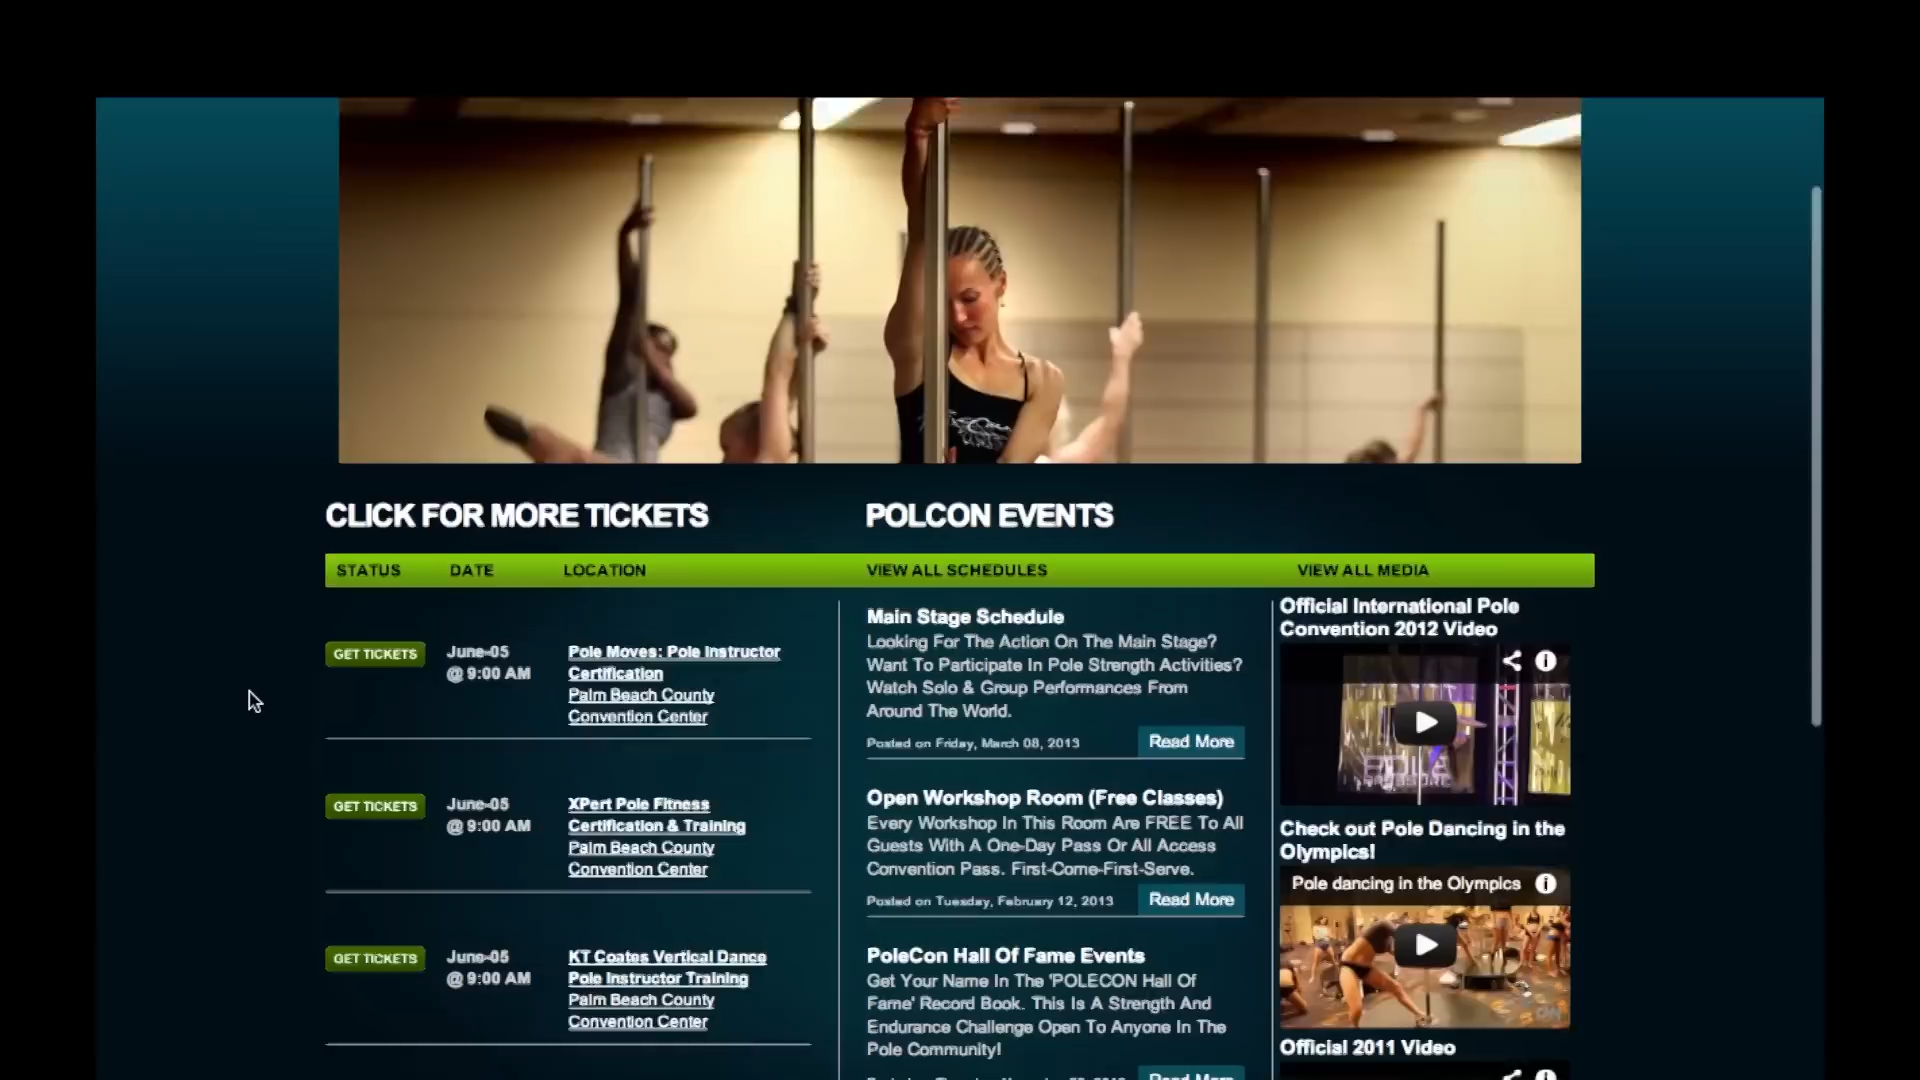 CLICK FOR MORE TICKETS
POLCON EVENTS
STATUS DATE LOCATION
VIEW ALL SCHEDULES
VIEW ALL MEDIA
GET TICKETS
June-05
@ 9:00 AM
Pole Moves: Pole Instructor
Certification
Palm Beach County
Convention Center
GET TICKETS
June-05
@ 9:00 AM
XPert Pole Fitness
Certification & Training
Palm Beach County
Convention Center
GET TICKETS
June-05
@ 9:00 AM
KT Coates Vertical Dance
Pole Instructor Training
Palm Beach County
Convention Center
Main Stage Schedule
Looking For The Action On The Main Stage?
Want To Participate In Pole Strength Activities?
Watch Solo & Group Performances From
Around The World.
Posted on Friday, March 08, 2013
Read More
Open Workshop Room (Free Classes)
Every Workshop In This Room Are FREE To All
Guests With A One-Day Pass Or All Access
Convention Pass. First-Come-First-Serve.
Posted on Tuesday, February 12, 2013
Read More
PoleCon Hall Of Fame Events
Get Your Name In The 'POLECON Hall Of
Fame' Record Book. This Is A Strength And
Endurance Challenge Open To Anyone In The
Pole Community!
Read More
Official International Pole
Convention 2012 Video
Check out Pole Dancing in the
Olympics!
Pole dancing in the Olympics
Official 2011 Video